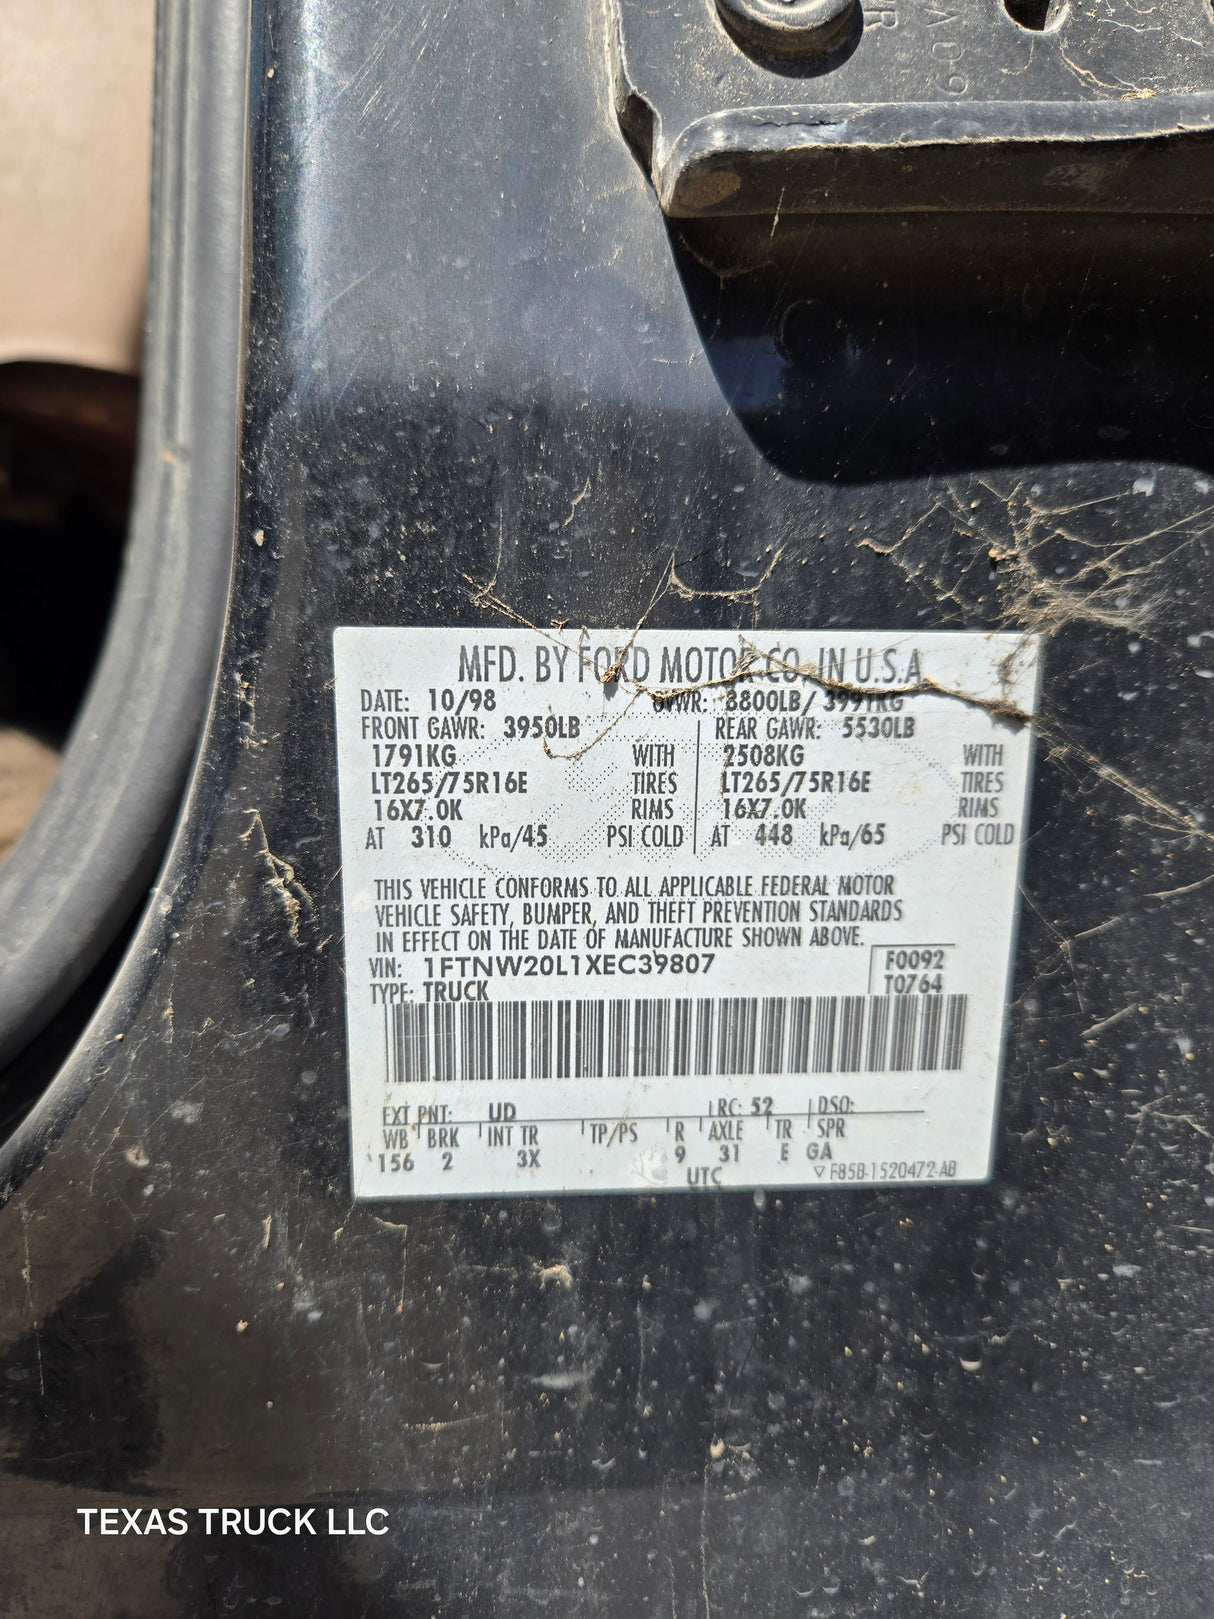 WR
A09
MFD. BY FORD MOTOR CO. IN U.S.A.
DATE: 10/98 GVWR: 8800LB/ 3991KG
FRONT GAWR: 3950LB REAR GAWR: 5530LB
1791KG WITH 2508KG WITH
LT265/75R16E TIRES LT265/75R16E TIRES
16X7.0K RIMS 16X7.0K RIMS
AT 310 kPa/45 PSI COLD AT 448 kPa/65 PSI COLD
THIS VEHICLE CONFORMS TO ALL APPLICABLE FEDERAL MOTOR
VEHICLE SAFETY, BUMPER, AND THEFT PREVENTION STANDARDS
IN EFFECT ON THE DATE OF MANUFACTURE SHOWN ABOVE.
VIN: 1FTNW20L1XEC39807 F0092
TYPE: TRUCK T0764
EXT PNT: UD RC: 52 DSO:
WB BRK INT TR TP/PS R AXLE TR SPR
156 2 3X 9 31 E GA
UTC F85B-1520472-AB
TEXAS TRUCK LLC